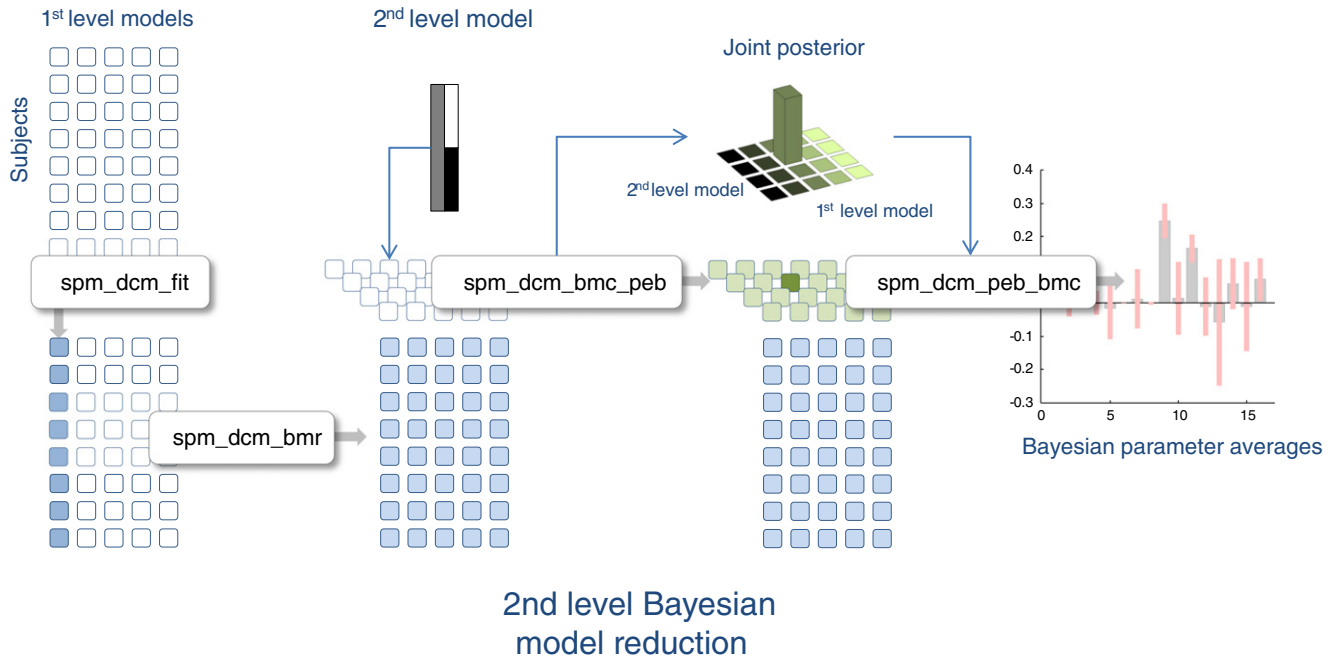 1st level models
2nd level model
Joint posterior
Subjects
2nd level model
1st level model
spm_dcm_fit
spm_dcm_bmc_peb
spm_dcm_peb_bmc
spm_dcm_bmr
0.4
0.3
0.2
-0.1
-0.2
-0.3
0
5
10
15
Bayesian parameter averages
2nd level Bayesian
model reduction